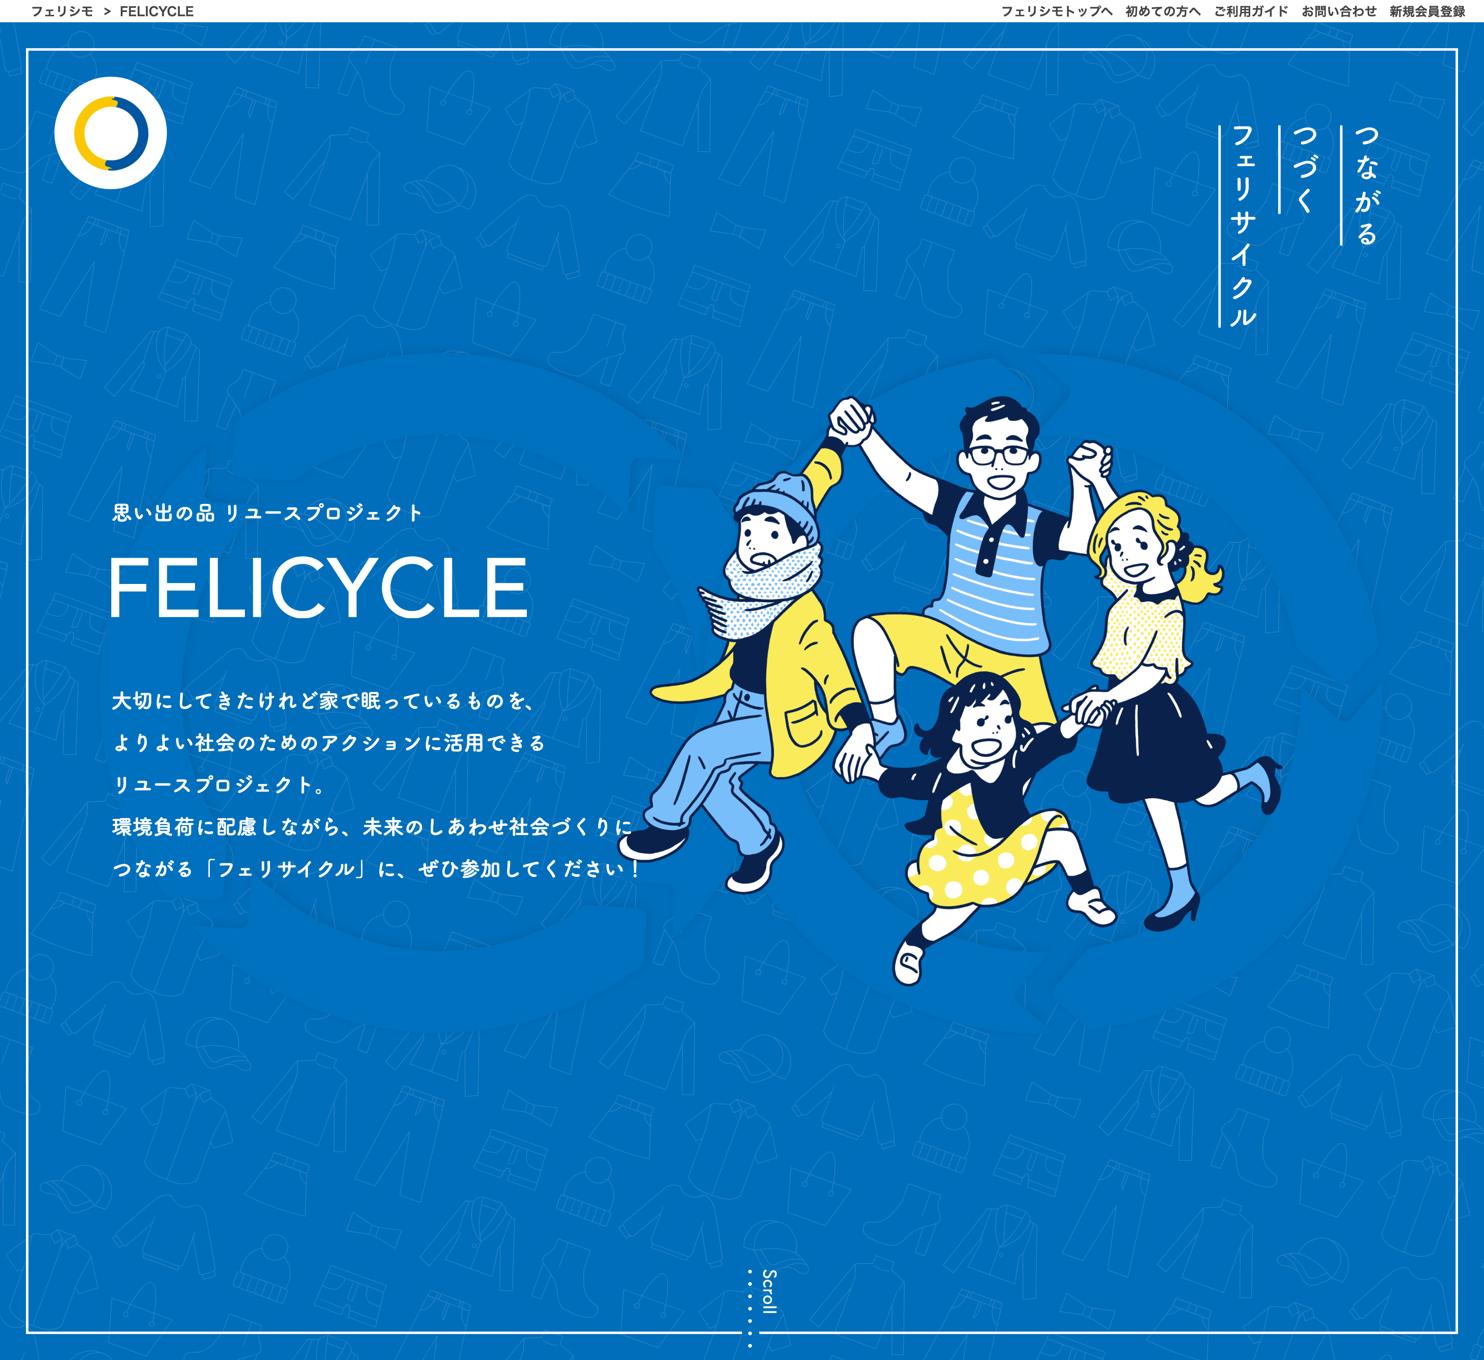 フェリシモ > FELICYCLE
フェリシモトップへ 初めての方へ ご利用ガイド お問い合わせ 新規会員登録
つながる
つづく
フェリサイクル
思い出の品 リユースプロジェクト
FELICYCLE
大切にしてきたけれど家で眠っているものを、
よりよい社会のためのアクションに活用できる
リユースプロジェクト。
環境負荷に配慮しながら、未来のしあわせ社会づくりに
つながる「フェリサイクル」に、ぜひ参加してください！
Scroll